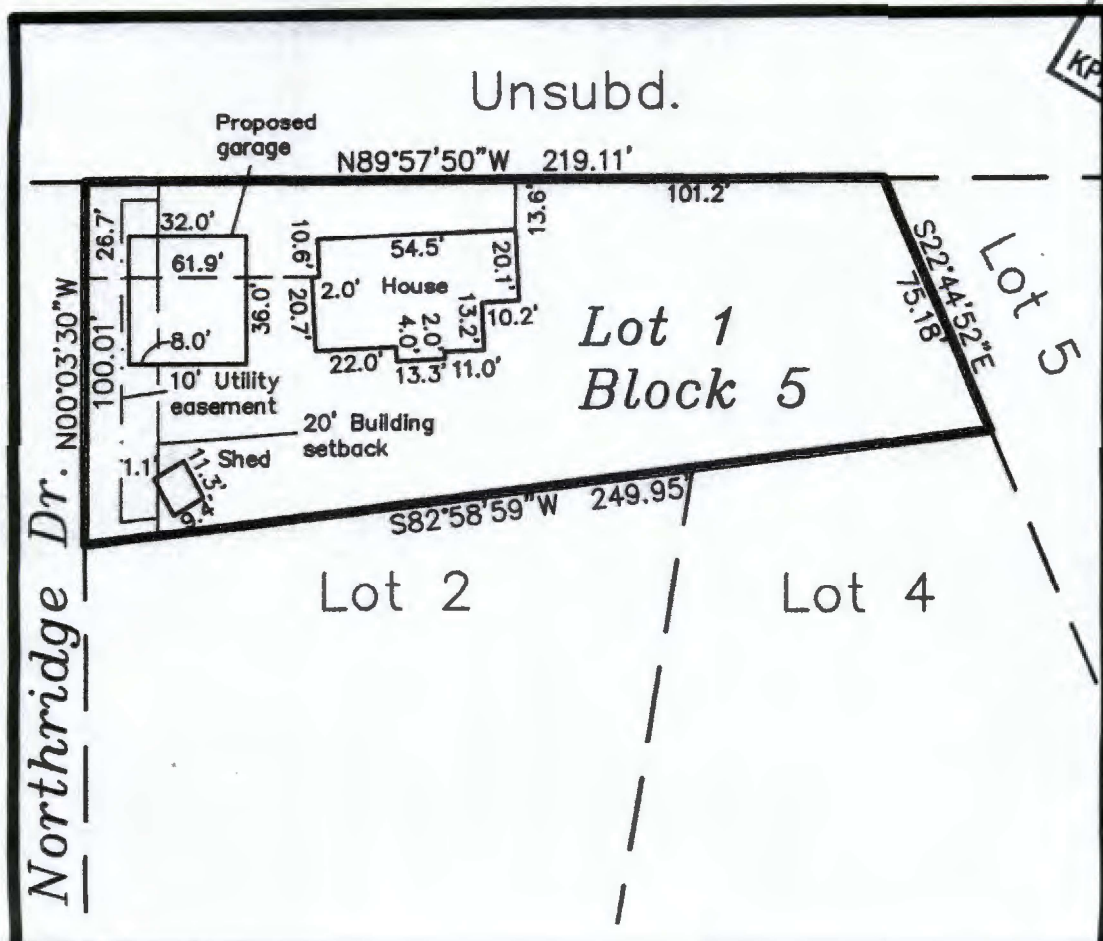 KP
Unsubd.
Proposed
garage
N89°57'50"W 219.11'
101.2'
13.6'
26.7'
32.0'
61.9'
36.0'
8.0'
10.6'
54.5'
2.0' House
20.1'
20.7'
22.0'
4.0'
2.0'
13.3'
13.2'
11.0'
10.2'
Lot 1
Block 5
S22°44'52"E
75.18'
Lot 5
N00°03'30"W
100.01'
10' Utility
easement
20' Building
setback
1.1'
Shed
11.3'
9.4'
S82°58'59"W 249.95'
Lot 2
Lot 4
Northridge Dr.